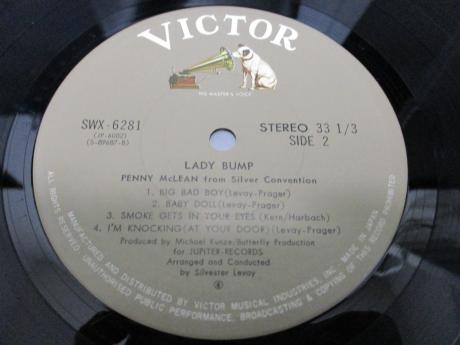 VICTOR
"HIS MASTER'S VOICE"
SWX-6281
(JP-6002)
(S-89687-B)
STEREO 33 1/3
SIDE 2
LADY BUMP
PENNY McLEAN from Silver Convention
1. BIG BAD BOY(Levay-Prager)
2. BABY DOLL(Levay-Prager)
3. SMOKE GETS IN YOUR EYES (Kern/Harbach)
4. I'M KNOCKING(AT YOUR DOOR)(Levay-Prager)
Produced by Michael Kunze/Butterfly Production
for JUPITER-RECORDS
Arranged and Conducted
by Silvester Levay
MANUFACTURED AND DISTRIBUTED BY VICTOR MUSICAL INDUSTRIES, INC. MADE IN JAPAN
ALL RIGHTS RESERVED. UNAUTHORISED PUBLIC PERFORMANCE, BROADCASTING & COPYING OF THIS RECORD PROHIBITED